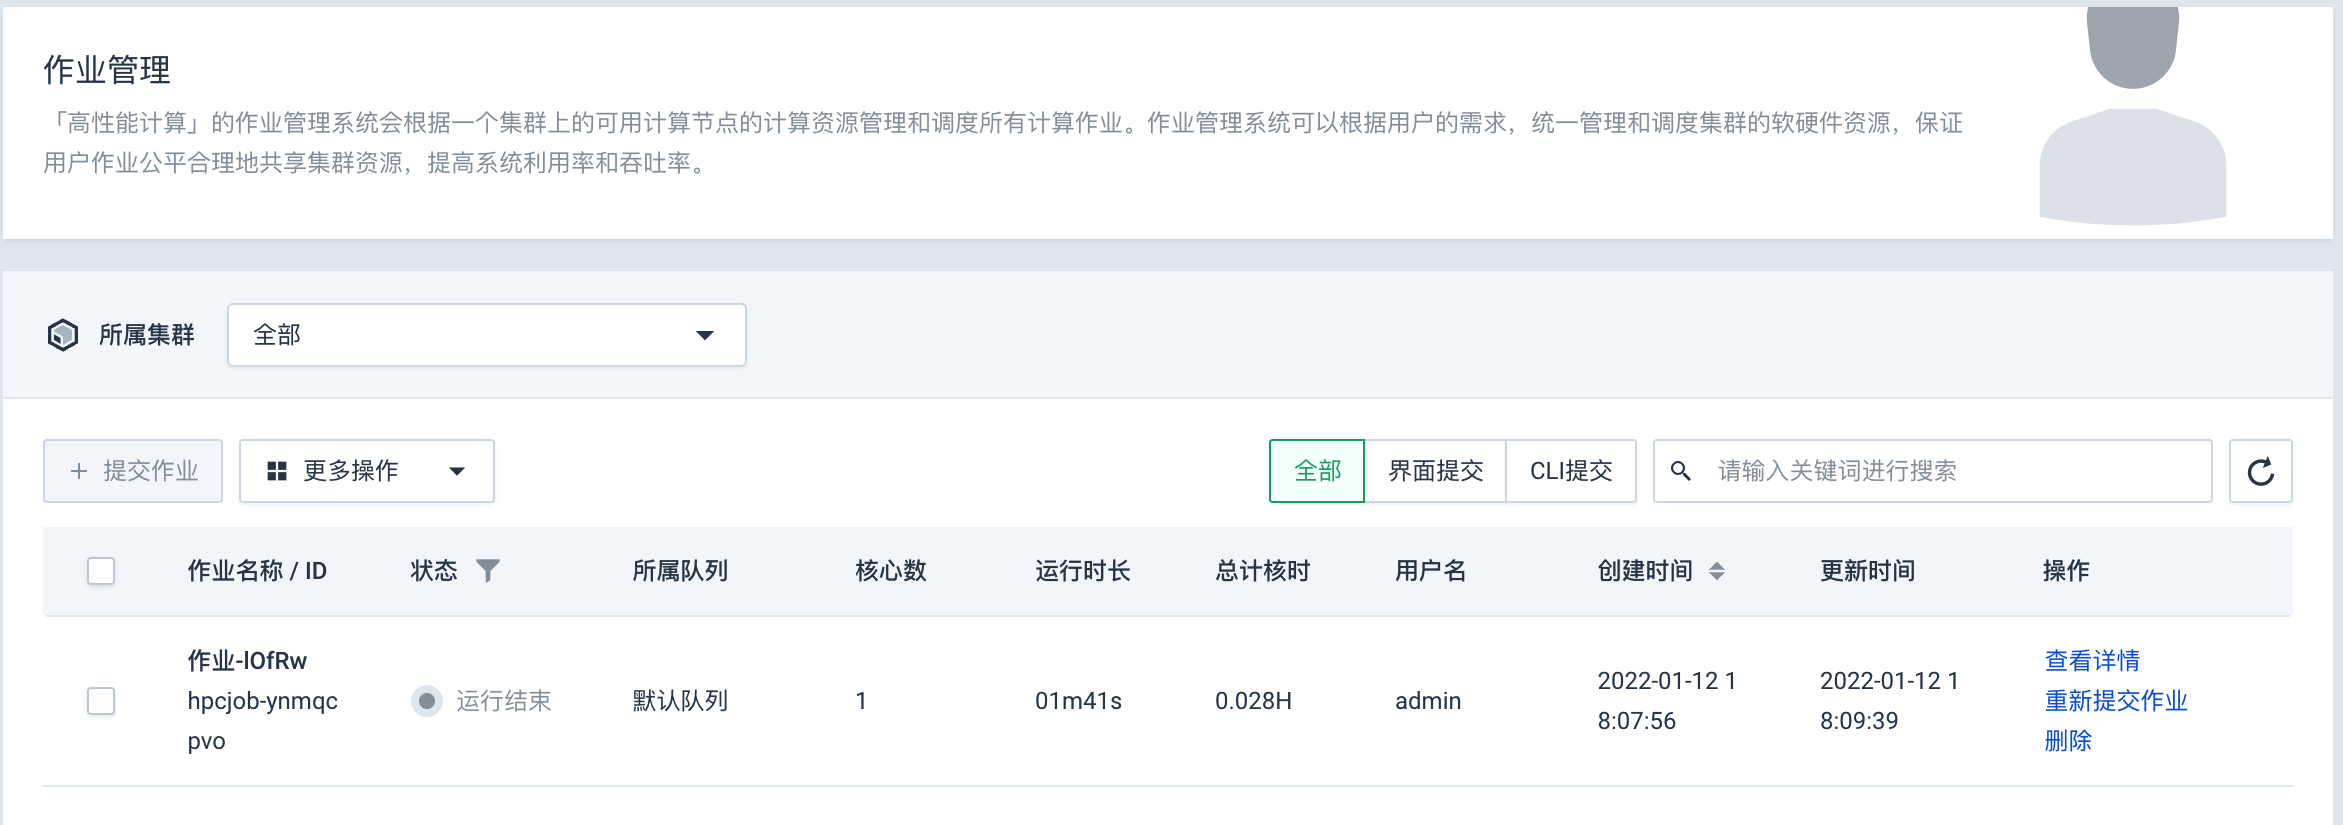 作业管理
「高性能计算」的作业管理系统会根据一个集群上的可用计算节点的计算资源管理和调度所有计算作业。作业管理系统可以根据用户的需求，统一管理和调度集群的软硬件资源，保证
用户作业公平合理地共享集群资源，提高系统利用率和吞吐率。
所属集群 全部
+ 提交作业 更多操作 全部 界面提交 CLI提交 请输入关键词进行搜索
作业名称 / ID 状态 所属队列 核心数 运行时长 总计核时 用户名 创建时间 更新时间 操作
作业-lOfRw
hpcjob-ynmqc
pvo
运行结束 默认队列 1 01m41s 0.028H admin
2022-01-12 1
8:07:56
2022-01-12 1
8:09:39
查看详情
重新提交作业
删除